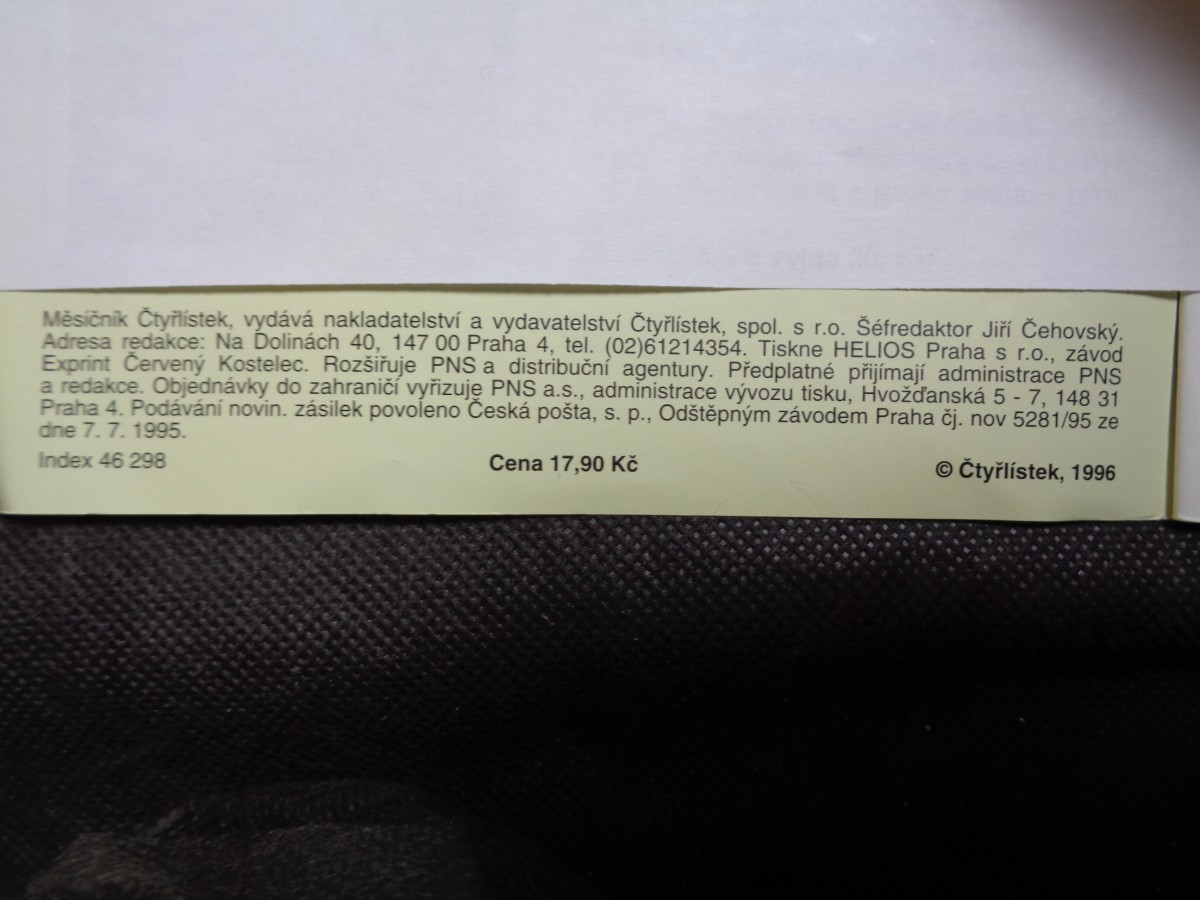 Měsíčník Čtyřlístek, vydává nakladatelství a vydavatelství Čtyřlístek, spol. s r.o. Šéfredaktor Jiří Čehovský.
Adresa redakce: Na Dolinách 40, 147 00 Praha 4, tel. (02)61214354. Tiskne HELIOS Praha s r.o., závod
Exprint Červený Kostelec. Rozšiřuje PNS a distribuční agentury. Předplatné přijímají administrace PNS
a redakce. Objednávky do zahraničí vyřizuje PNS a.s., administrace vývozu tisku, Hvožďanská 5 - 7, 148 31
Praha 4. Podávání novin. zásilek povoleno Česká pošta, s. p., Odštěpným závodem Praha čj. nov 5281/95 ze
dne 7. 7. 1995.
Index 46 298 Cena 17,90 Kč © Čtyřlístek, 1996